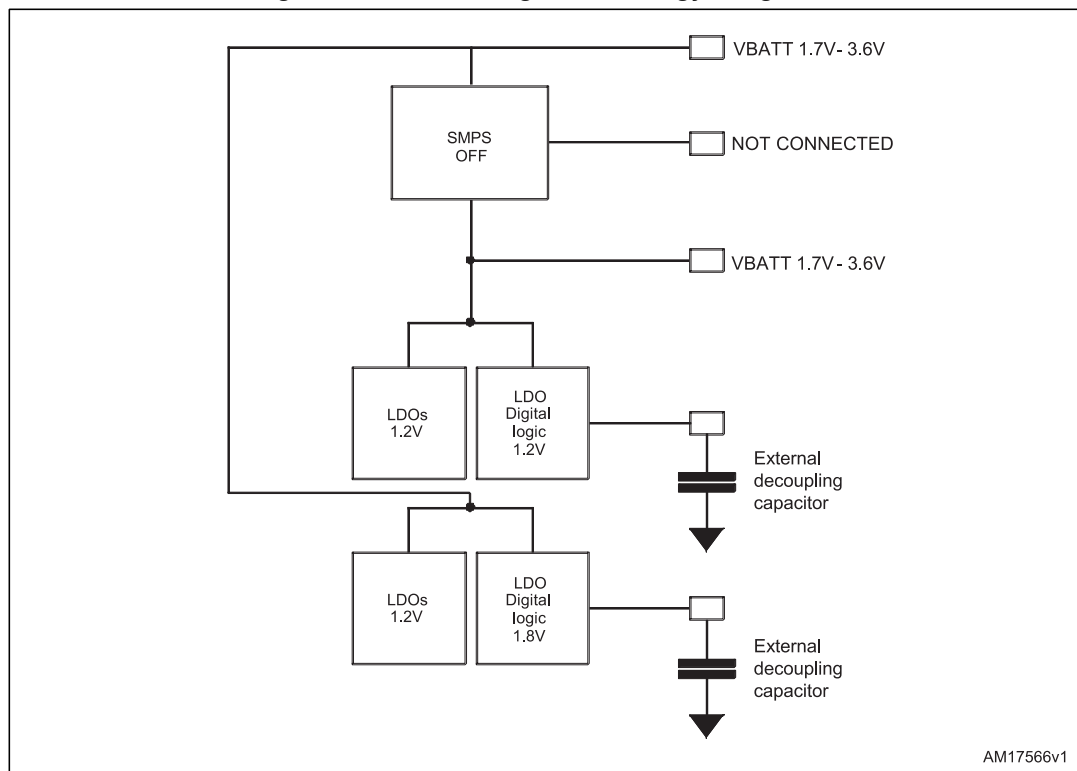 VBATT 1.7V - 3.6V
SMPS
OFF
NOT CONNECTED
VBATT 1.7V - 3.6V
LDOs
1.2V
LDO
Digital
logic
1.2V
External
decoupling
capacitor
LDOs
1.2V
LDO
Digital
logic
1.8V
External
decoupling
capacitor
AM17566v1